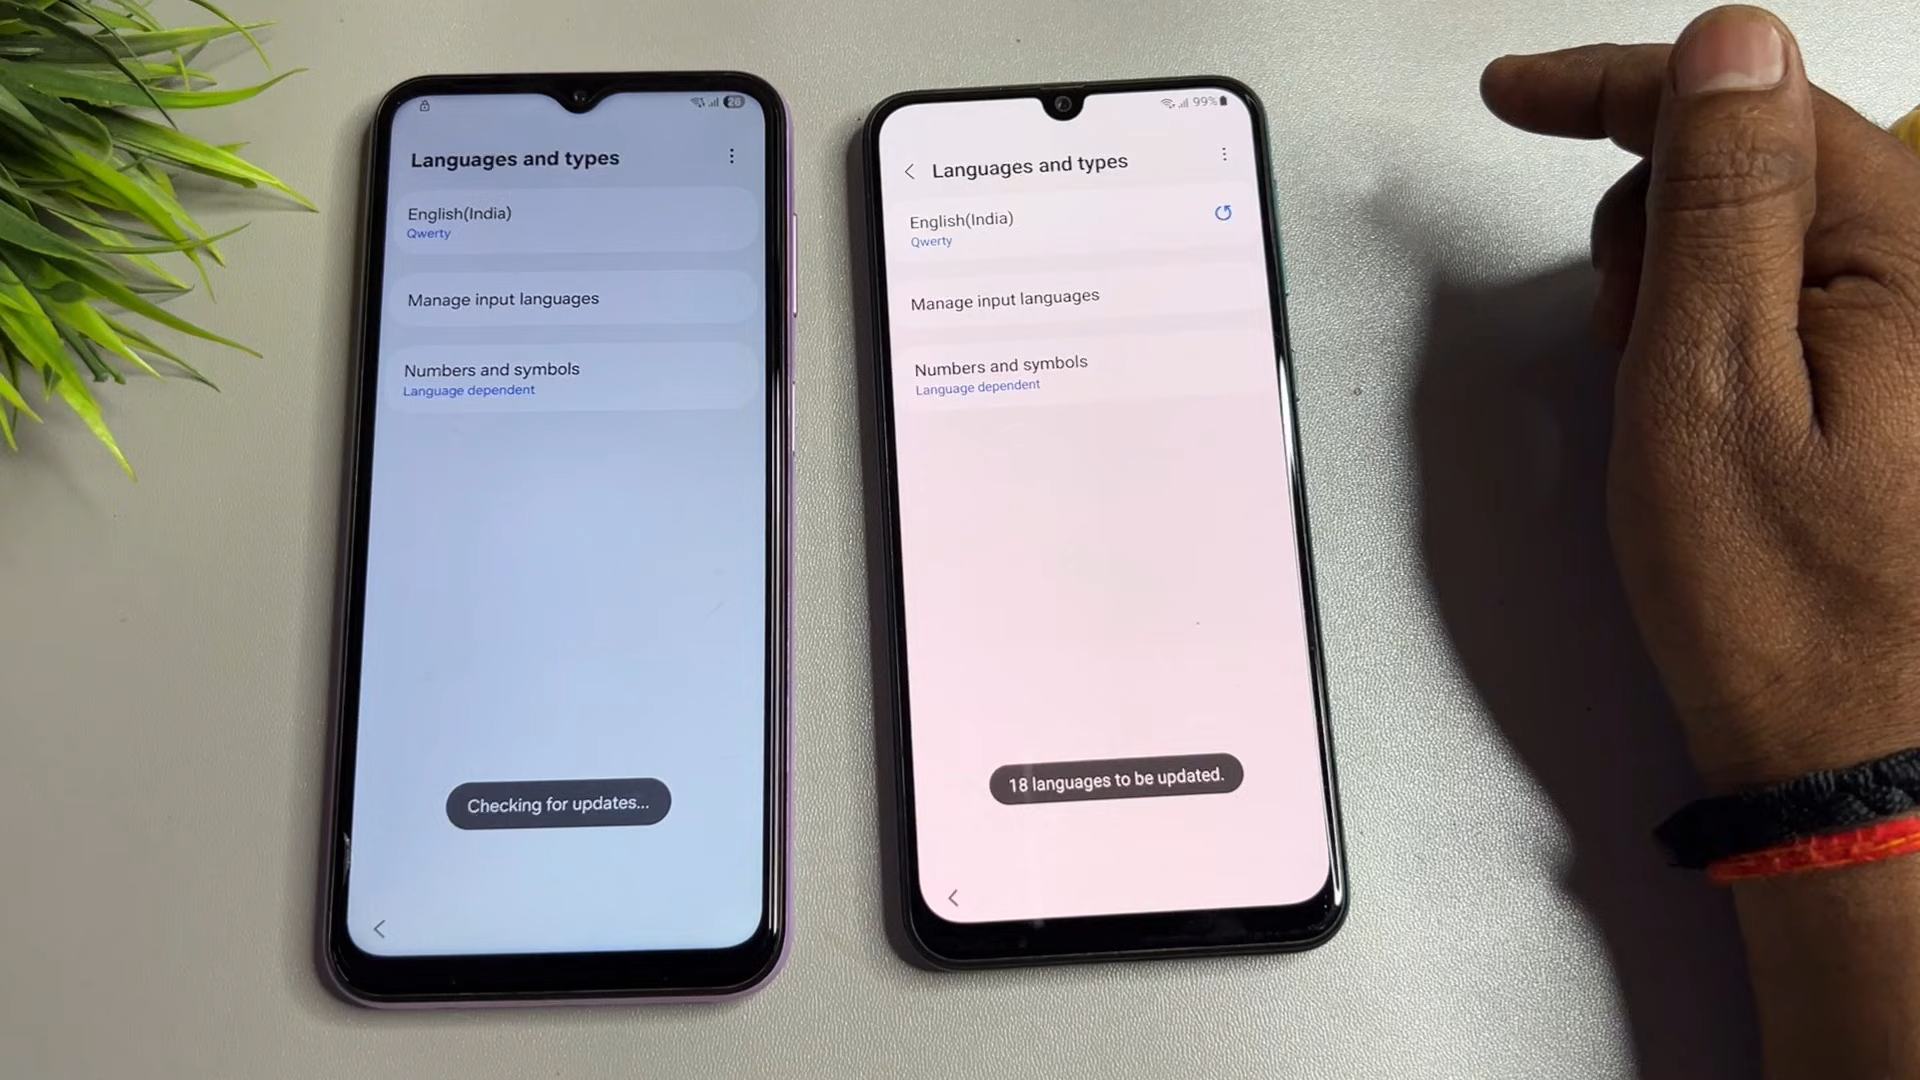 20
Languages and types
English(India)
Qwerty
Manage input languages
Numbers and symbols
Language dependent
Checking for updates...
99%
Languages and types
English(India)
Qwerty
Manage input languages
Numbers and symbols
Language dependent
18 languages to be updated.